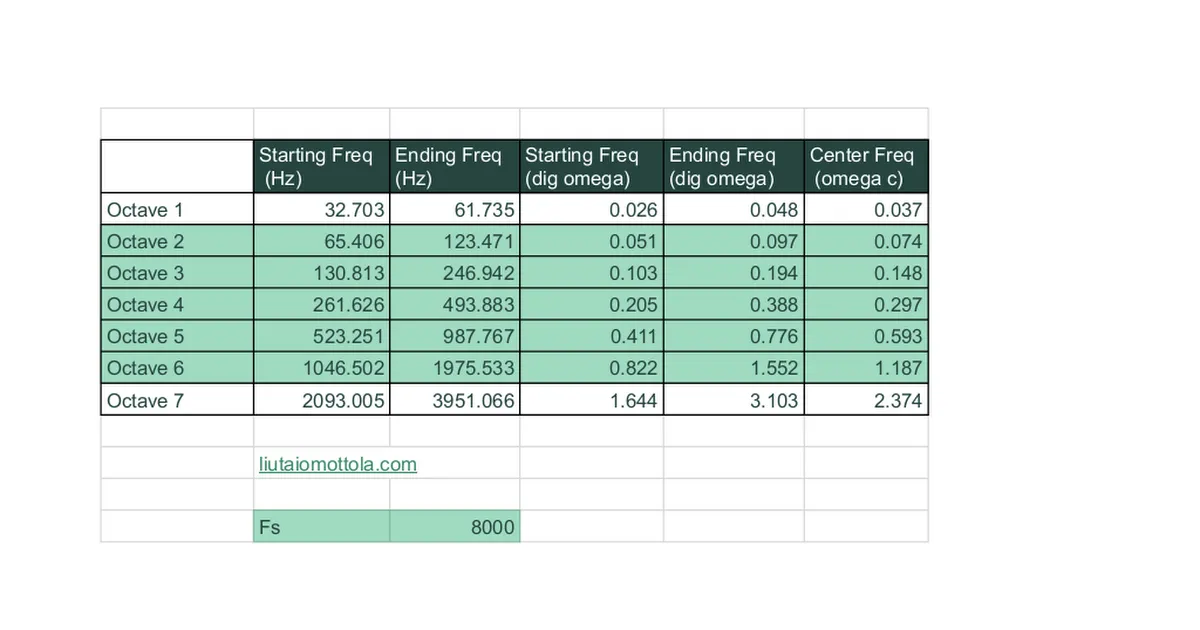 Starting Freq (Hz) Ending Freq (Hz) Starting Freq (dig omega) Ending Freq (dig omega) Center Freq (omega c)
Octave 1 32.703 61.735 0.026 0.048 0.037
Octave 2 65.406 123.471 0.051 0.097 0.074
Octave 3 130.813 246.942 0.103 0.194 0.148
Octave 4 261.626 493.883 0.205 0.388 0.297
Octave 5 523.251 987.767 0.411 0.776 0.593
Octave 6 1046.502 1975.533 0.822 1.552 1.187
Octave 7 2093.005 3951.066 1.644 3.103 2.374
liutaiomottola.com
Fs 8000